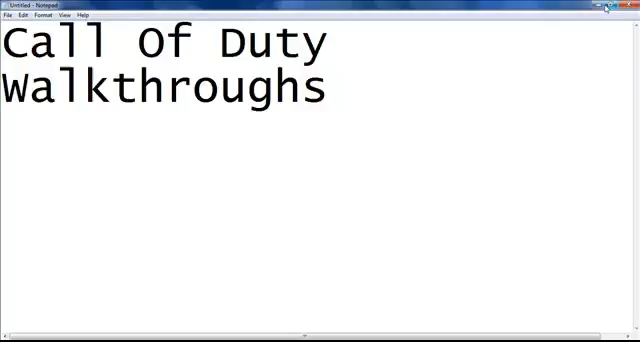 Untitled - Notepad
File Edit Format View Help
Call Of Duty
Walkthroughs